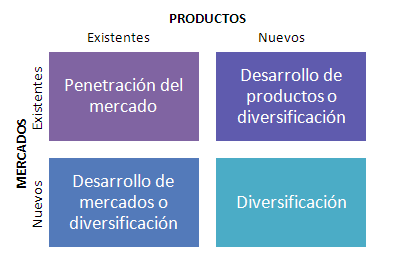 PRODUCTOS
Existentes
Nuevos
MERCADOS
Existentes
Penetración del
mercado
Desarrollo de
productos o
diversificación
Nuevos
Desarrollo de
mercados o
diversificación
Diversificación